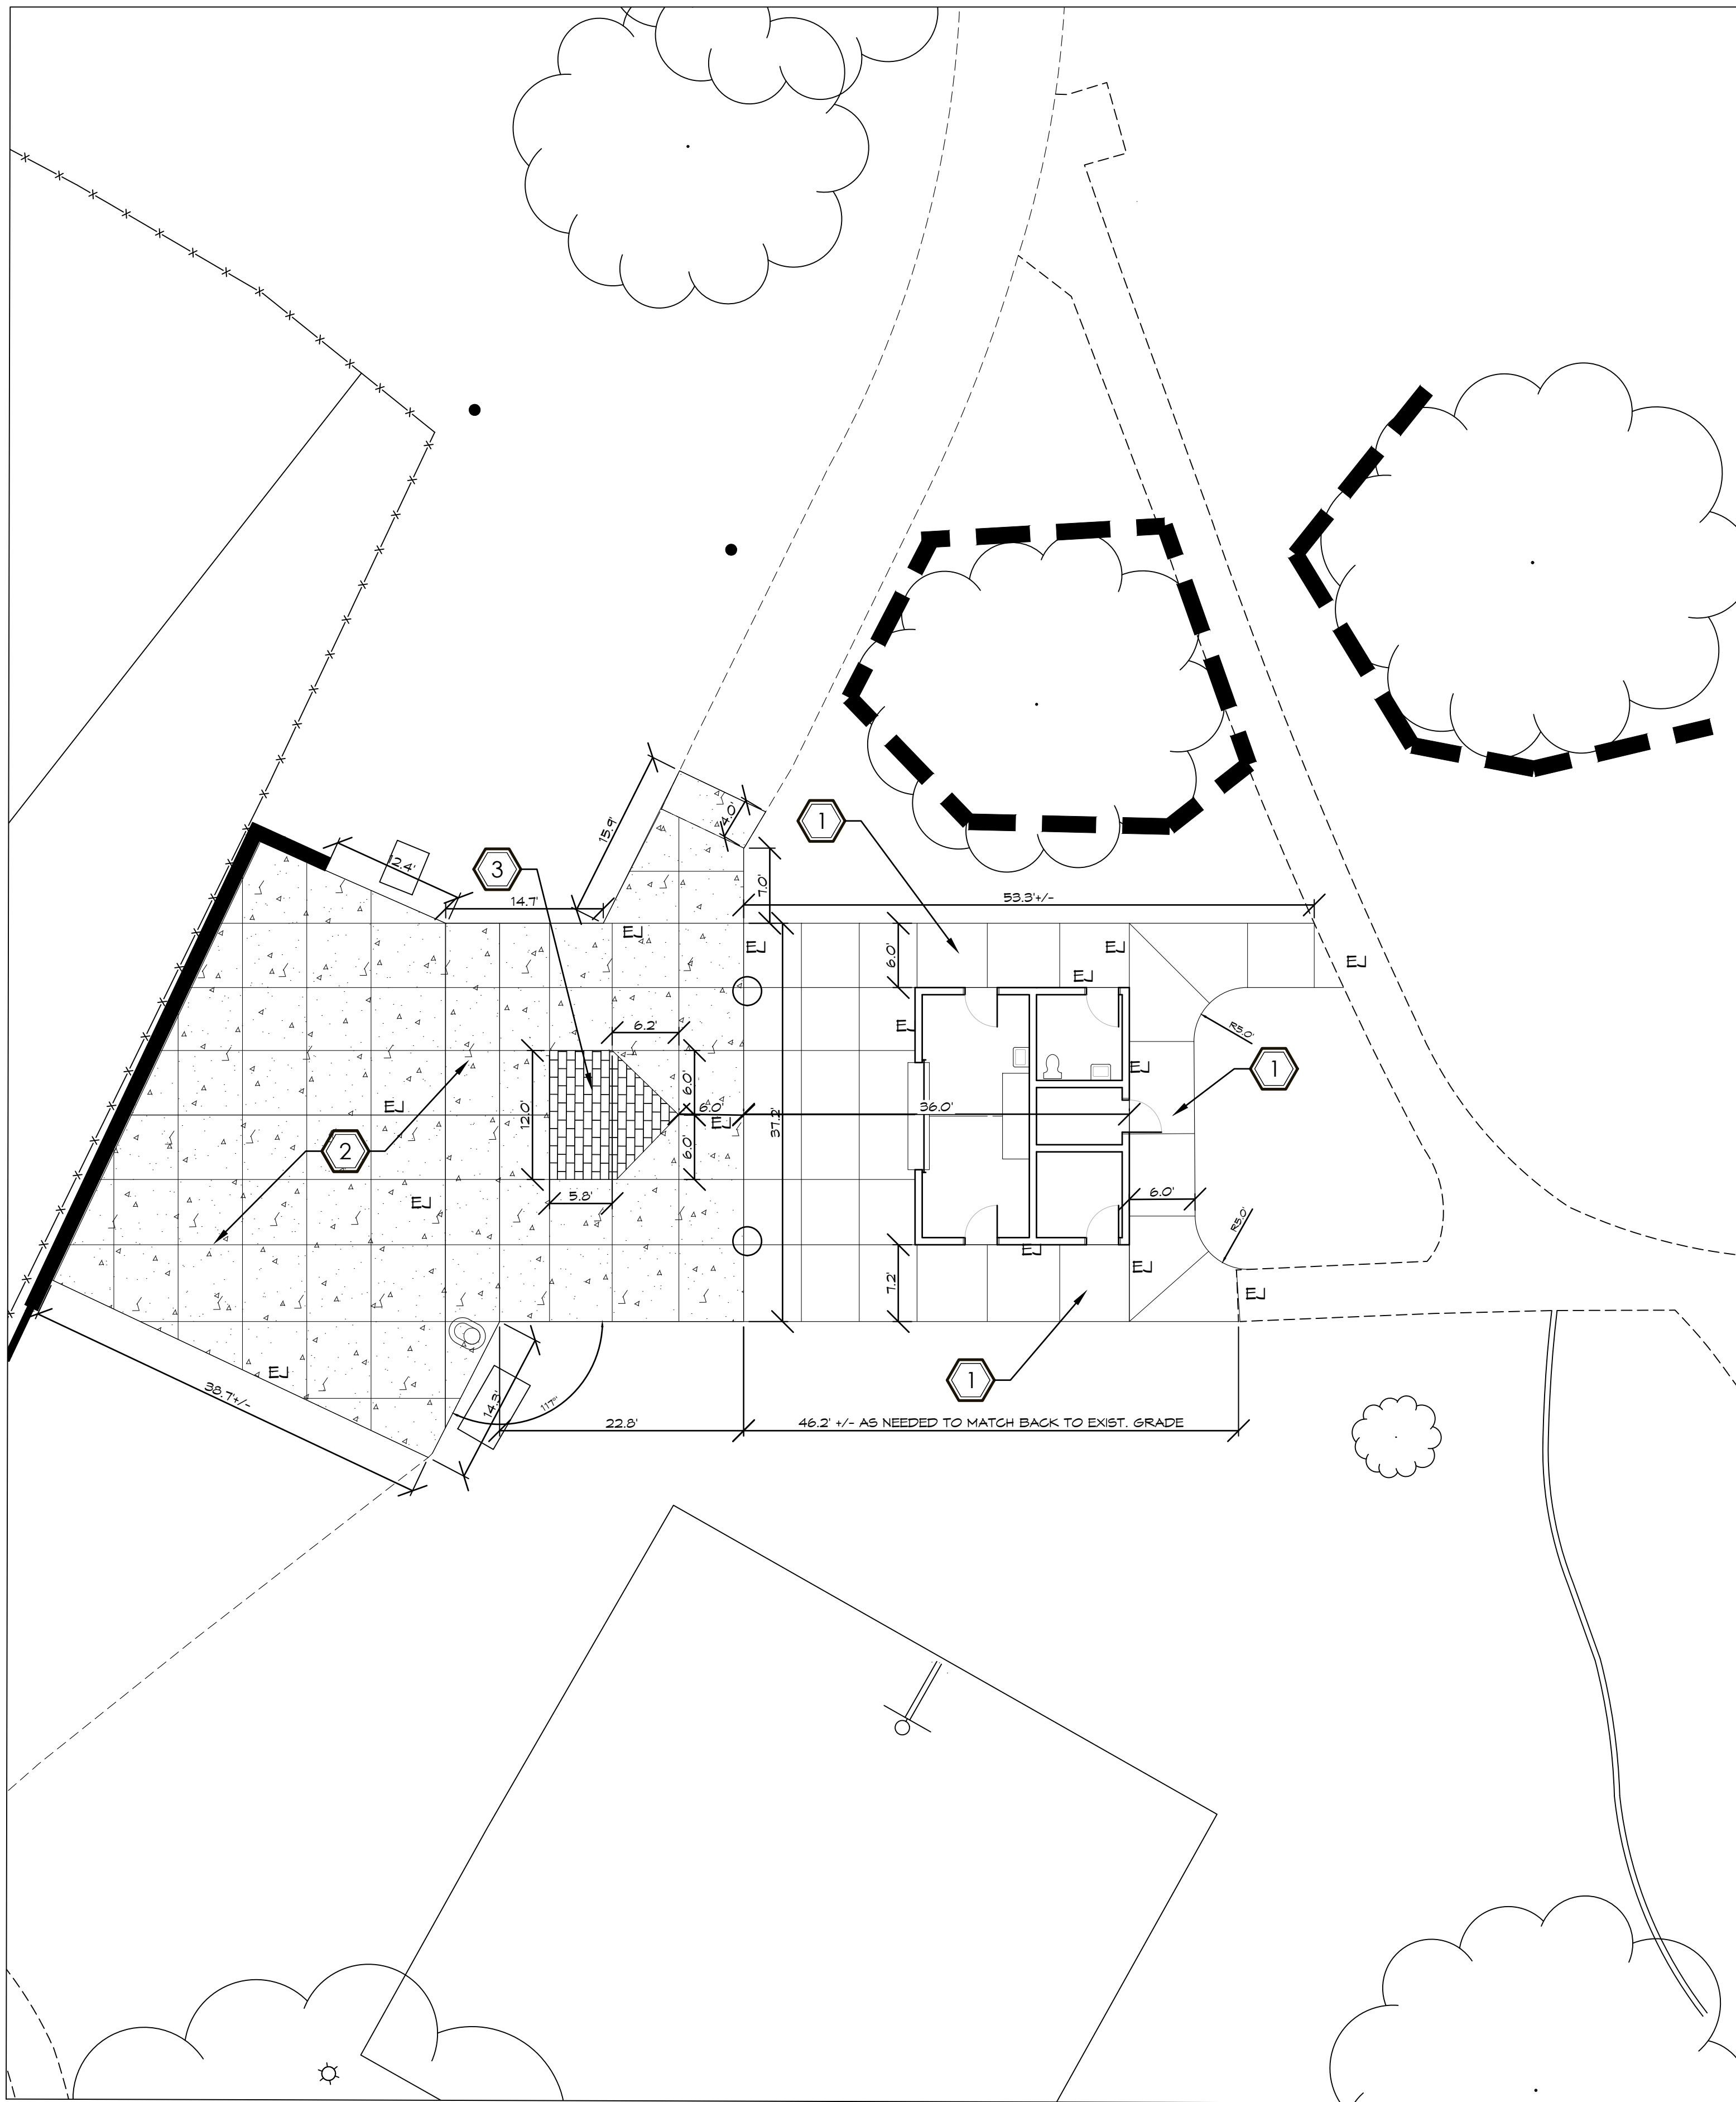 4.0'
15.9'
1
12.4'
3
7.0'
14.7'
53.3'+/-
EJ
EJ
EJ
6.0'
EJ
EJ
EJ
6.2'
R5.0'
EJ
1
6.0'
EJ
12.0'
6.0'
36.0'
EJ
37.2'
2
6.0'
5.8'
6.0'
EJ
R5.0'
EJ
EJ
7.2'
EJ
EJ
1
38.7'+/-
14.3'
117°
22.8'
46.2' +/- AS NEEDED TO MATCH BACK TO EXIST. GRADE